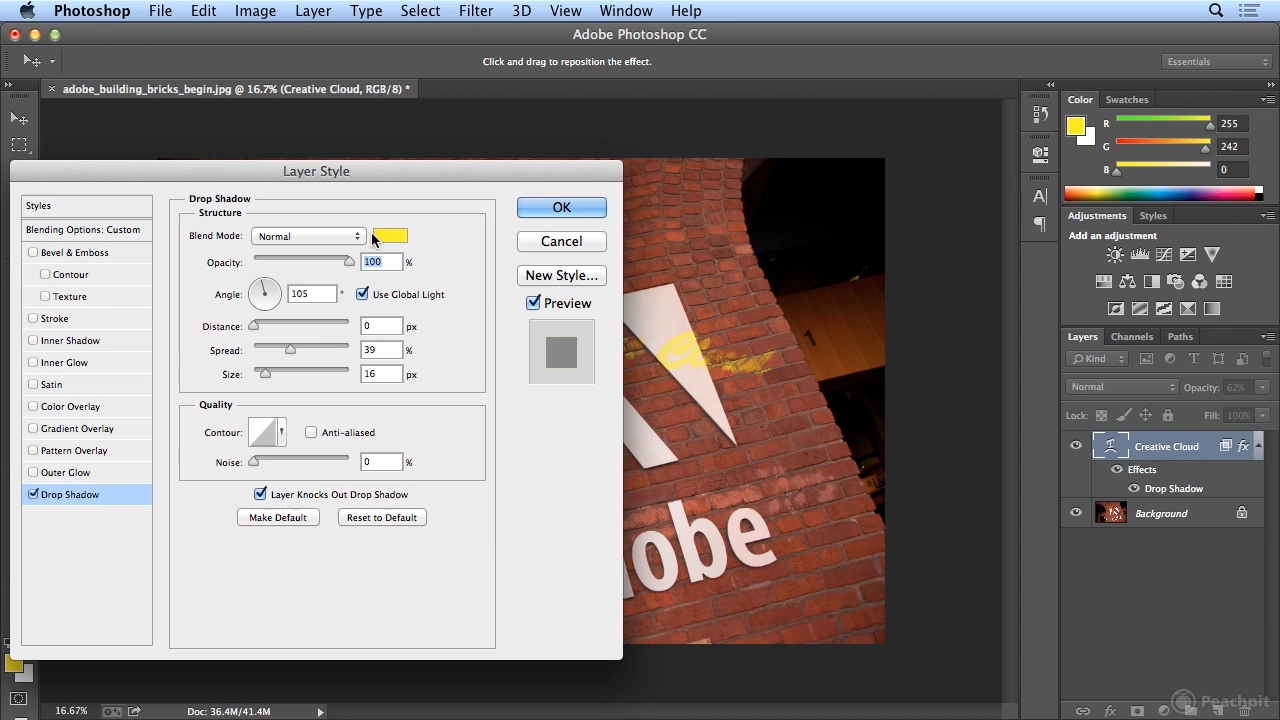 Photoshop File Edit Image Layer Type Select Filter 3D View Window Help
Adobe Photoshop CC
Click and drag to reposition the effect.
Essentials
adobe_building_bricks_begin.jpg @ 16.7% (Creative Cloud, RGB/8) *
Layer Style
Styles
Blending Options: Custom
Bevel & Emboss
Contour
Texture
Stroke
Inner Shadow
Inner Glow
Satin
Color Overlay
Gradient Overlay
Pattern Overlay
Outer Glow
Drop Shadow
Drop Shadow
Structure
Blend Mode: Normal
Opacity: 100 %
Angle: 105 ° Use Global Light
Distance: 0 px
Spread: 39 %
Size: 16 px
Quality
Contour: Anti-aliased
Noise: 0 %
Layer Knocks Out Drop Shadow
Make Default Reset to Default
OK
Cancel
New Style...
Preview
obe
Color Swatches
R 255
G 242
B 0
Adjustments Styles
Add an adjustment
Layers Channels Paths
Kind
Normal Opacity: 62%
Lock: Fill: 100%
Creative Cloud fx
Effects
Drop Shadow
Background
16.67% Doc: 36.4M/41.4M
Peachpit